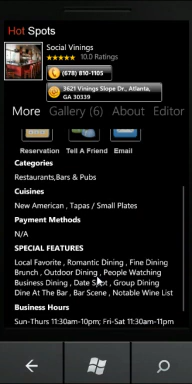 Hot Spots
Social Vinings
10.0 Ratings
(678) 810-1105
3621 Vinings Slope Dr., Atlanta,
GA 30339
More Gallery (6) About Editor
Reservation Tell A Friend Email
Categories
Restaurants,Bars & Pubs
Cuisines
New American , Tapas / Small Plates
Payment Methods
N/A
SPECIAL FEATURES
Local Favorite , Romantic Dining , Fine Dining
Brunch , Outdoor Dining , People Watching
Business Dining , Date Spot , Group Dining
Dine At The Bar , Bar Scene , Notable Wine List
Business Hours
Sun-Thurs 11:30am-10pm; Fri-Sat 11:30am-